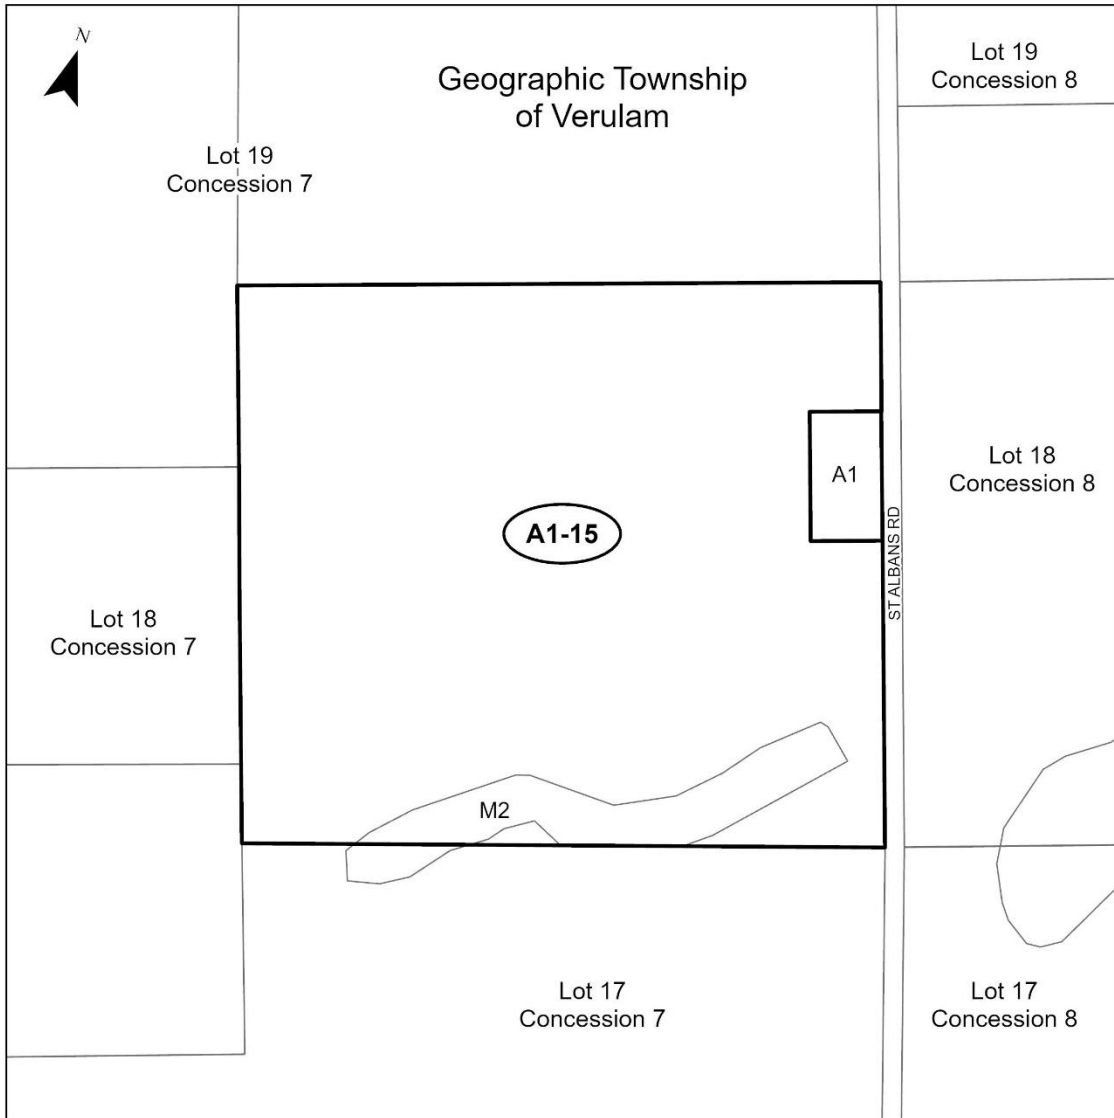 N
Geographic Township
of Verulam
Lot 19
Concession 8
Lot 19
Concession 7
A1
Lot 18
Concession 8
A1-15
ST ALBANS RD
Lot 18
Concession 7
M2
Lot 17
Concession 7
Lot 17
Concession 8